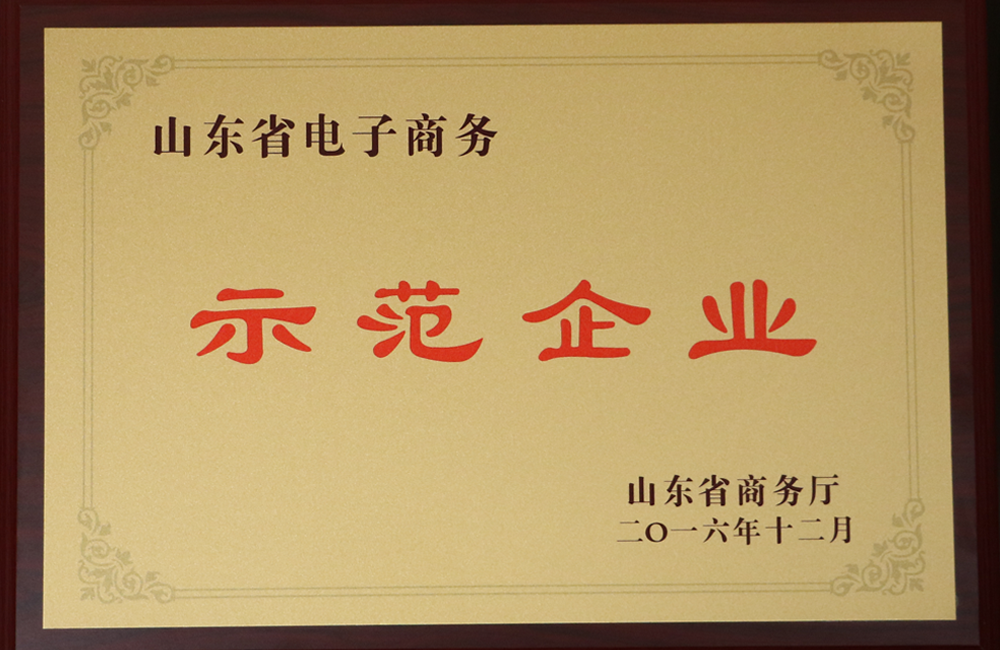 山东省电子商务
示范企业
山东省商务厅
二〇一六年十二月